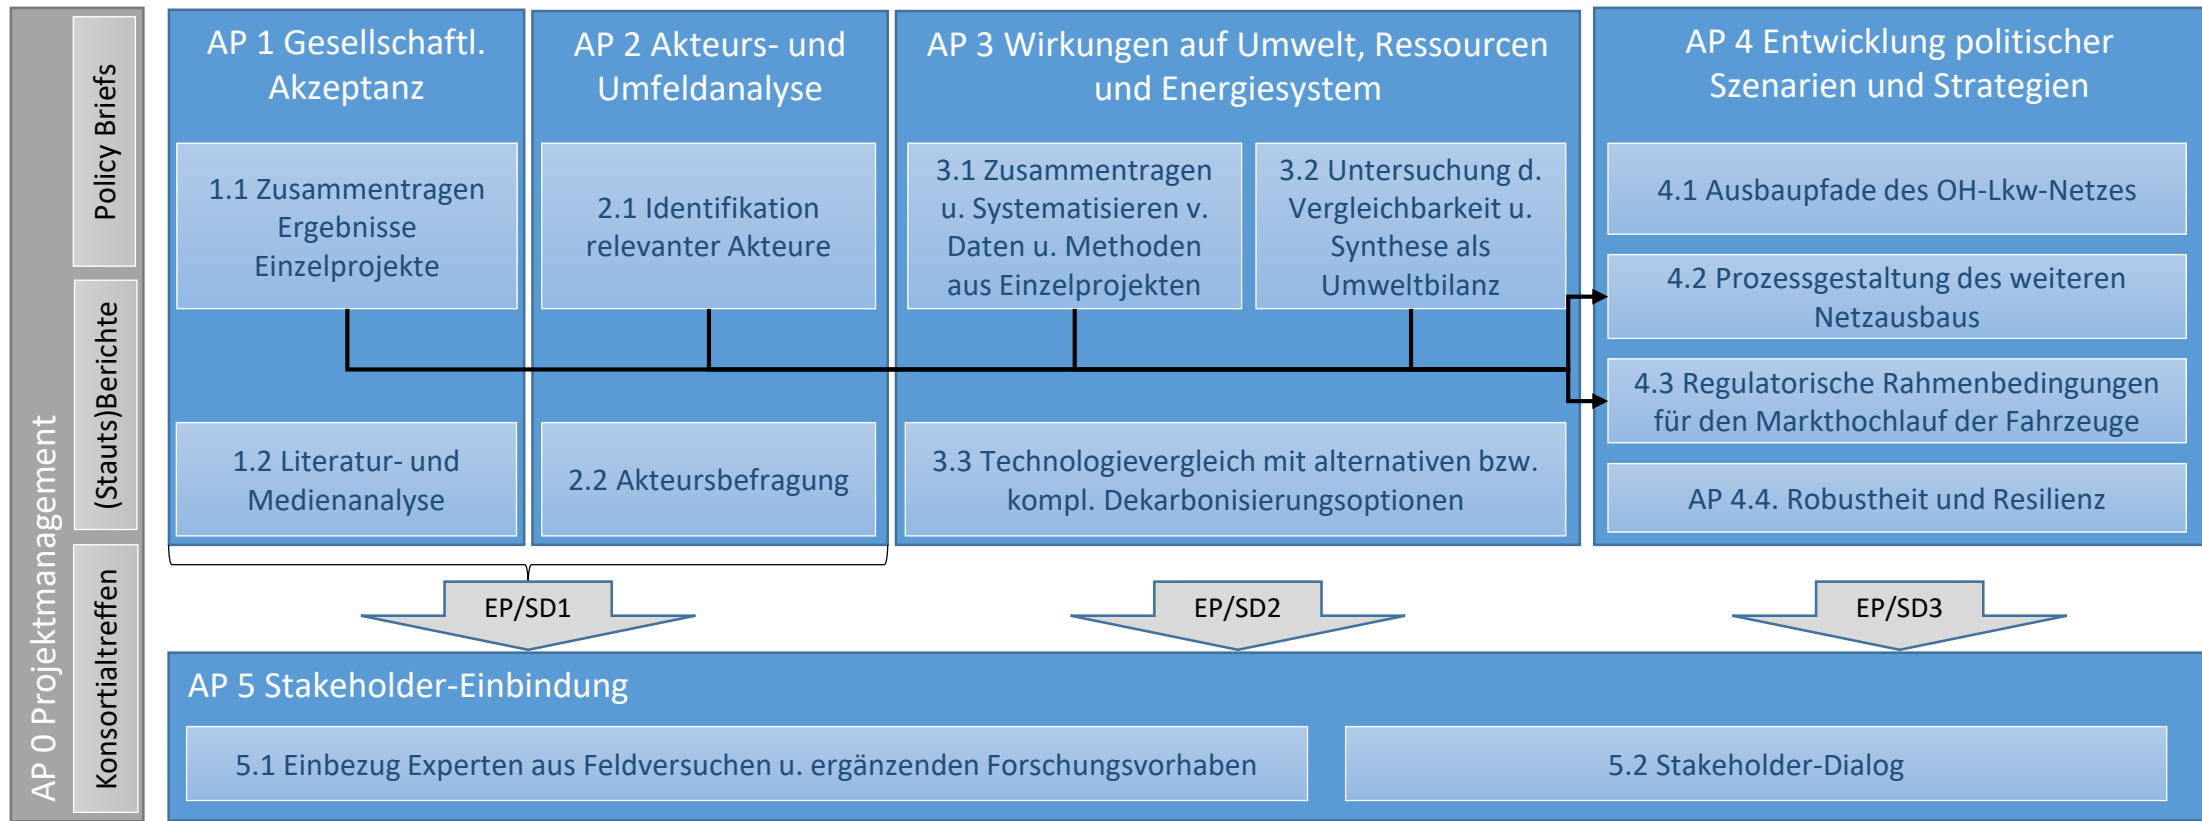 AP 0 Projektmanagement
Policy Briefs
(Stauts)Berichte
Konsortialtreffen
AP 1 Gesellschaftl.
Akzeptanz
1.1 Zusammentragen
Ergebnisse
Einzelprojekte
1.2 Literatur- und
Medienanalyse
AP 2 Akteurs- und
Umfeldanalyse
2.1 Identifikation
relevanter Akteure
2.2 Akteursbefragung
AP 3 Wirkungen auf Umwelt, Ressourcen
und Energiesystem
3.1 Zusammentragen
u. Systematisieren v.
Daten u. Methoden
aus Einzelprojekten
3.2 Untersuchung d.
Vergleichbarkeit u.
Synthese als
Umweltbilanz
3.3 Technologievergleich mit alternativen bzw.
kompl. Dekarbonisierungsoptionen
AP 4 Entwicklung politischer
Szenarien und Strategien
4.1 Ausbaupfade des OH-Lkw-Netzes
4.2 Prozessgestaltung des weiteren
Netzausbaus
4.3 Regulatorische Rahmenbedingungen
für den Markthochlauf der Fahrzeuge
AP 4.4. Robustheit und Resilienz
EP/SD1
EP/SD2
EP/SD3
AP 5 Stakeholder-Einbindung
5.1 Einbezug Experten aus Feldversuchen u. ergänzenden Forschungsvorhaben
5.2 Stakeholder-Dialog